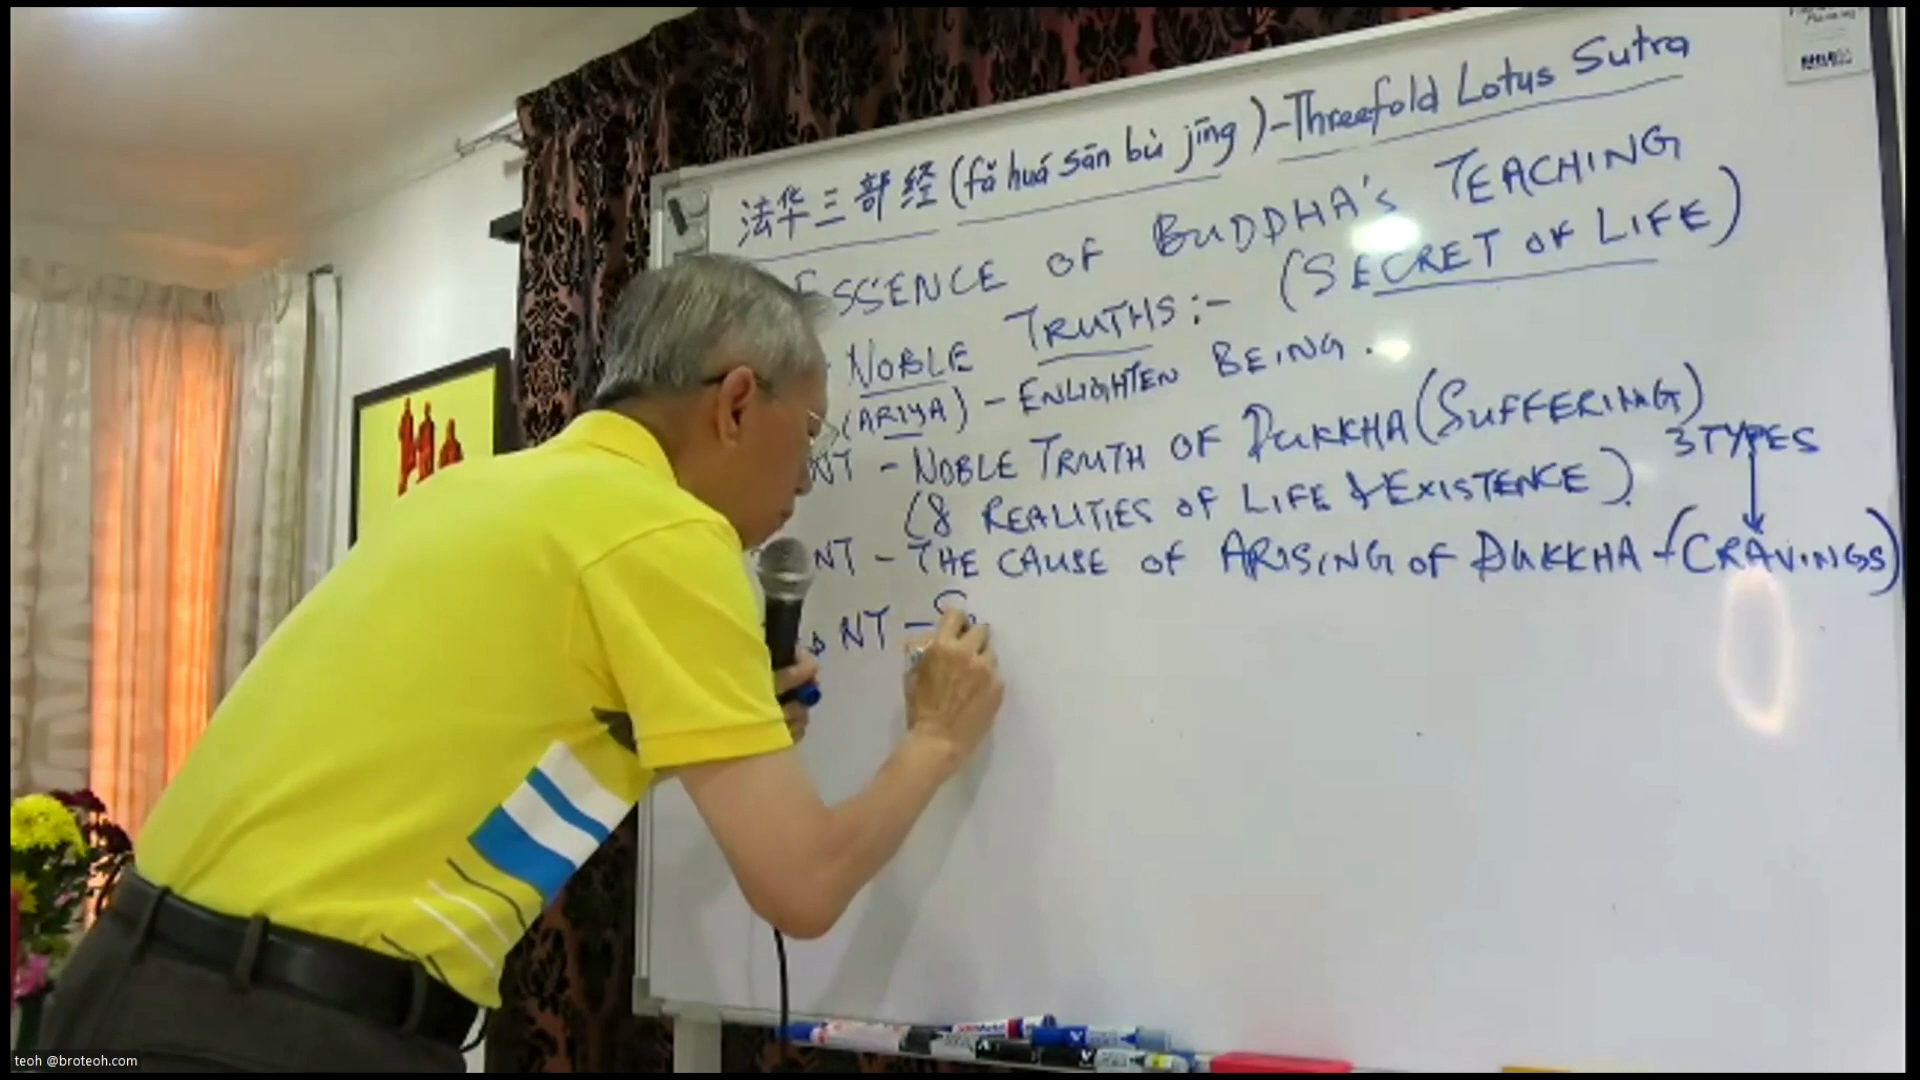 法华三部经 (fǎ huá sān bù jīng) - Threefold Lotus Sutra
ESSENCE OF BUDDHA'S TEACHING
NOBLE TRUTHS :- (SECRET OF LIFE)
(ARIYA) - ENLIGHTEN BEING.
NT - NOBLE TRUTH OF DUKKHA (SUFFERING)
(8 REALITIES OF LIFE & EXISTENCE).
3 TYPES
NT - THE CAUSE OF ARISING OF DUKKHA - (CRAVINGS)
NT -
teoh @broteoh.com